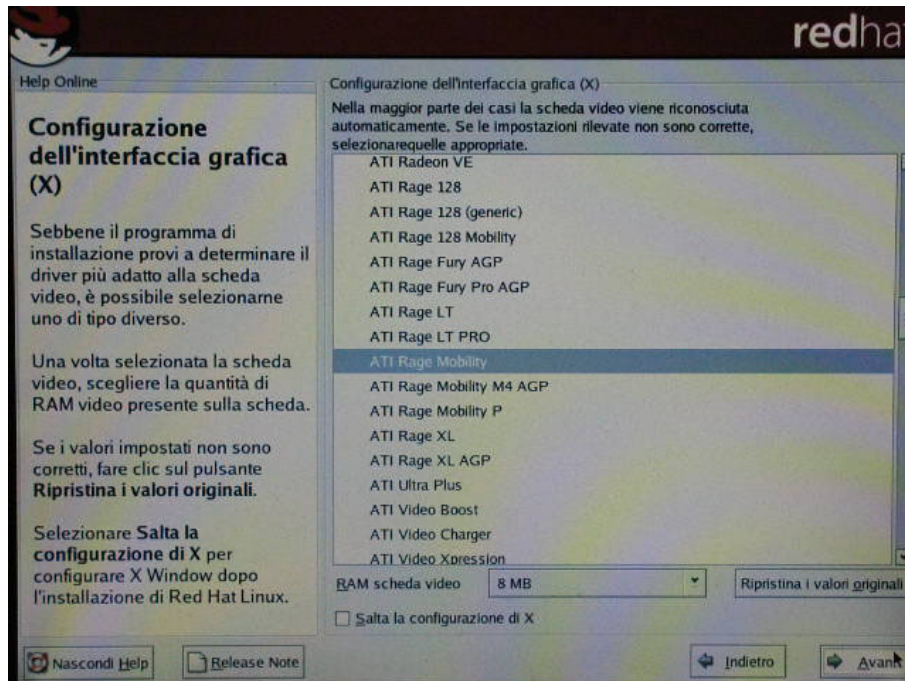 redha
Help Online
Configurazione
dell'interfaccia grafica
(X)
Sebbene il programma di
installazione provi a determinare il
driver più adatto alla scheda
video, è possibile selezionarne
uno di tipo diverso.
Una volta selezionata la scheda
video, scegliere la quantità di
RAM video presente sulla scheda.
Se i valori impostati non sono
corretti, fare clic sul pulsante
Ripristina i valori originali.
Selezionare Salta la
configurazione di X per
configurare X Window dopo
l'installazione di Red Hat Linux.
Configurazione dell'interfaccia grafica (X)
Nella maggior parte dei casi la scheda video viene riconosciuta
automaticamente. Se le impostazioni rilevate non sono corrette,
selezionarequelle appropriate.
ATI Radeon VE
ATI Rage 128
ATI Rage 128 (generic)
ATI Rage 128 Mobility
ATI Rage Fury AGP
ATI Rage Fury Pro AGP
ATI Rage LT
ATI Rage LT PRO
ATI Rage Mobility
ATI Rage Mobility M4 AGP
ATI Rage Mobility P
ATI Rage XL
ATI Rage XL AGP
ATI Ultra Plus
ATI Video Boost
ATI Video Charger
ATI Video Xpression
RAM scheda video 8 MB Ripristina i valori originali
Salta la configurazione di X
Nascondi Help Release Note Indietro Avan